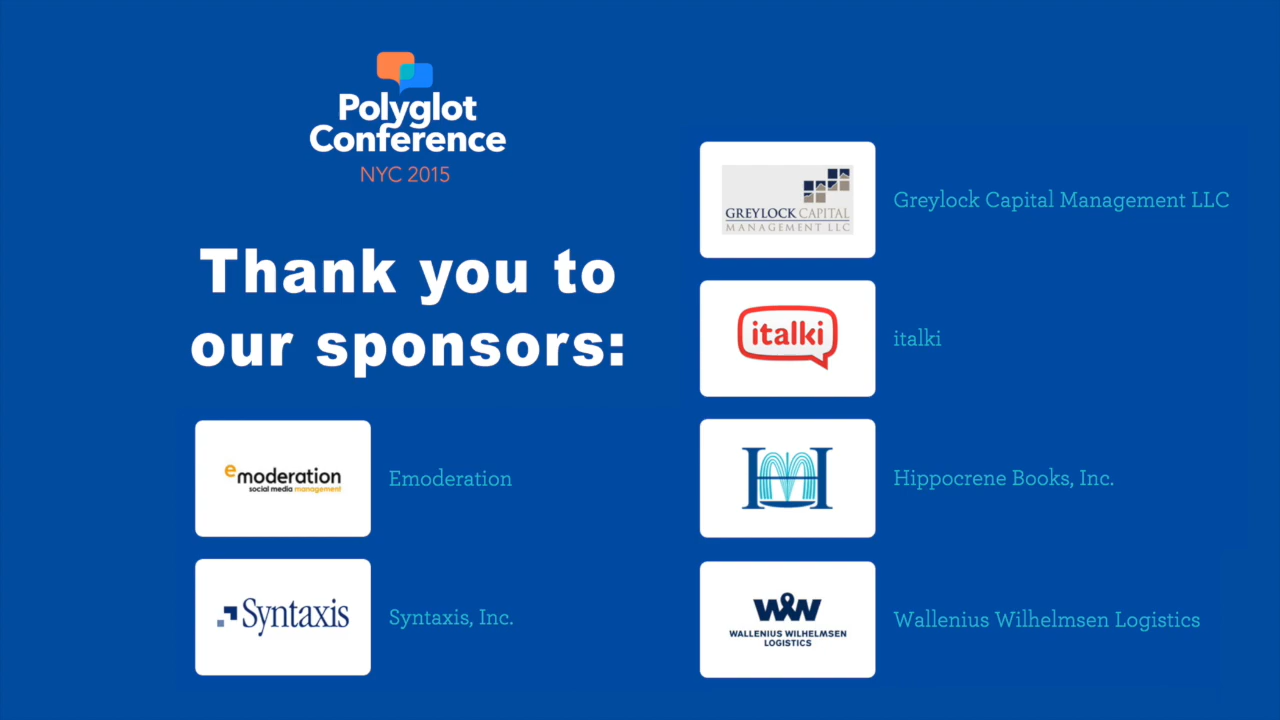 Polyglot
Conference
NYC 2015
Thank you to
our sponsors:
emoderation
social media management
Emoderation
Syntaxis
Syntaxis, Inc.
GREYLOCK CAPITAL
MANAGEMENT LLC
Greylock Capital Management LLC
italki
italki
H
Hippocrene Books, Inc.
WW
WALLENIUS WILHELMSEN
LOGISTICS
Wallenius Wilhelmsen Logistics